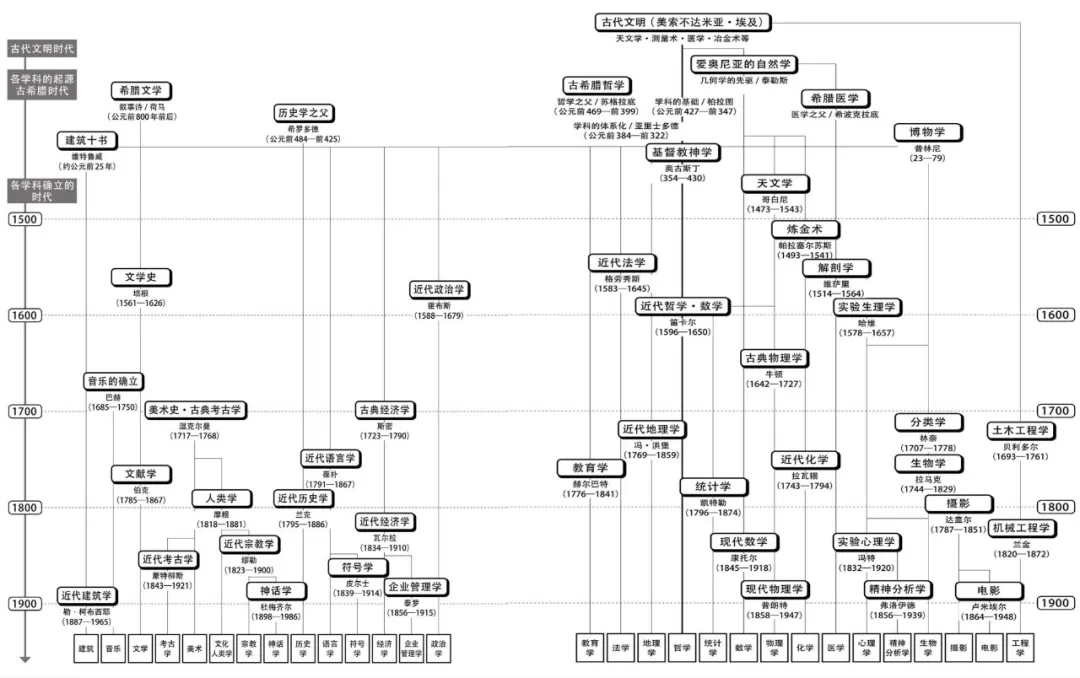 古代文明（美索不达米亚・埃及）
天文学・测量术・医学・冶金术等
古代文明时代
爱奥尼亚的自然学
几何学的先驱 / 泰勒斯
各学科的起源
古希腊时代
希腊文学
叙事诗 / 荷马
（公元前 800 年前后）
历史学之父
希罗多德
（公元前 484—前 425）
古希腊哲学
哲学之父 / 苏格拉底
（公元前 469—前 399）
学科的基础 / 柏拉图
（公元前 427—前 347）
学科的体系化 / 亚里士多德
（公元前 384—前 322）
希腊医学
医学之父 / 希波克拉底
建筑十书
维特鲁威
（约公元前 25 年）
博物学
普林尼
（23—79）
基督教神学
奥古斯丁
（354—430）
各学科确立的
时代
天文学
哥白尼
（1473—1543）
1500
1500
炼金术
帕拉塞尔苏斯
（1493—1541）
近代法学
格劳秀斯
（1583—1645）
解剖学
维萨里
（1514—1564）
文学史
培根
（1561—1626）
近代政治学
霍布斯
（1588—1679）
1600
近代哲学・数学
笛卡尔
（1596—1650）
实验生理学
哈维
（1578—1657）
1600
古典物理学
牛顿
（1642—1727）
音乐的确立
巴赫
（1685—1750）
1700
美术史・古典考古学
温克尔曼
（1717—1768）
古典经济学
斯密
（1723—1790）
1700
近代地理学
冯・洪堡
（1769—1859）
分类学
林奈
（1707—1778）
土木工程学
贝利多尔
（1693—1761）
文献学
伯克
（1785—1867）
近代语言学
葆朴
（1791—1867）
教育学
赫尔巴特
（1776—1841）
近代化学
拉瓦锡
（1743—1794）
生物学
拉马克
（1744—1829）
统计学
凯特勒
（1796—1874）
人类学
摩根
（1818—1881）
近代历史学
兰克
（1795—1886）
摄影
达盖尔
（1787—1851）
1800
1800
近代经济学
瓦尔拉
（1834—1910）
机械工程学
兰金
（1820—1872）
近代宗教学
缪勒
（1823—1900）
现代数学
康托尔
（1845—1918）
实验心理学
冯特
（1832—1920）
近代考古学
蒙特柳斯
（1843—1921）
符号学
皮尔士
（1839—1914）
近代建筑学
勒・柯布西耶
（1887—1965）
神话学
杜梅齐尔
（1898—1986）
企业管理学
泰罗
（1856—1915）
现代物理学
普朗特
（1858—1947）
精神分析学
弗洛伊德
（1856—1939）
电影
卢米埃尔
（1864—1948）
1900
1900
建筑
音乐
文学
考古
学
美术
文化
人类学
宗教
学
神话
学
历史
学
语言
学
符号
学
经济
学
企业
管理学
政治
学
教育
学
法学
地理
学
哲学
统计
学
数学
物理
学
化学
医学
心理
学
精神
分析学
生物
学
摄影
电影
工程
学